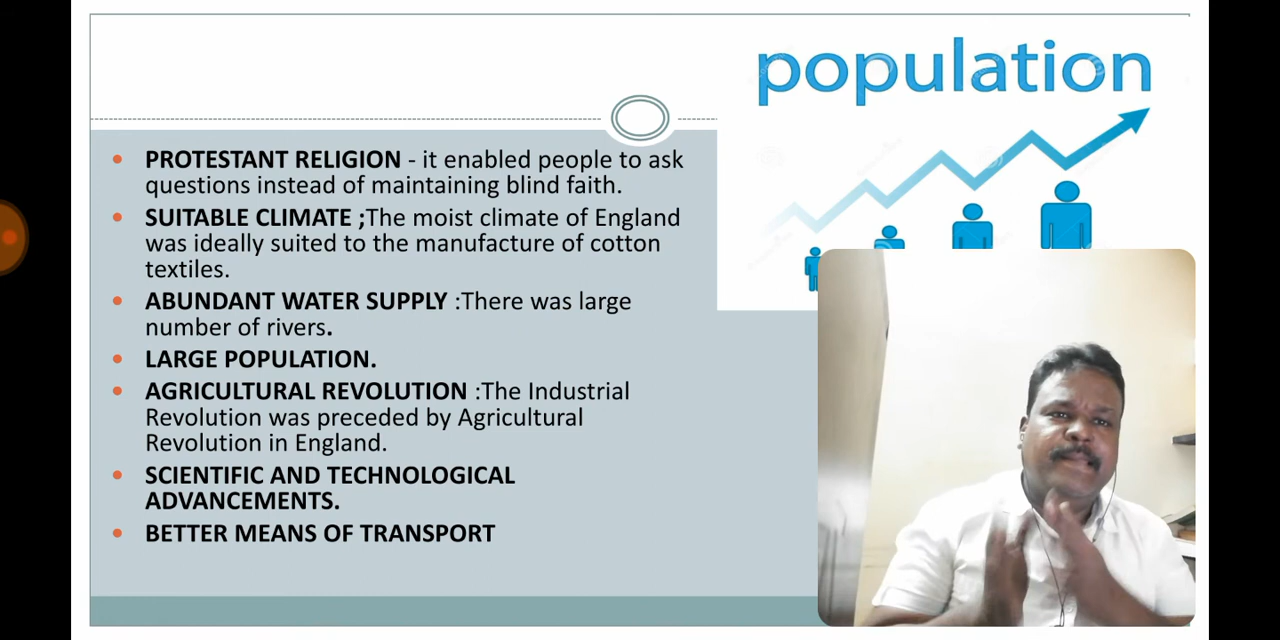 population
PROTESTANT RELIGION - it enabled people to ask
questions instead of maintaining blind faith.
SUITABLE CLIMATE ;The moist climate of England
was ideally suited to the manufacture of cotton
textiles.
ABUNDANT WATER SUPPLY :There was large
number of rivers.
LARGE POPULATION.
AGRICULTURAL REVOLUTION :The Industrial
Revolution was preceded by Agricultural
Revolution in England.
SCIENTIFIC AND TECHNOLOGICAL
ADVANCEMENTS.
BETTER MEANS OF TRANSPORT